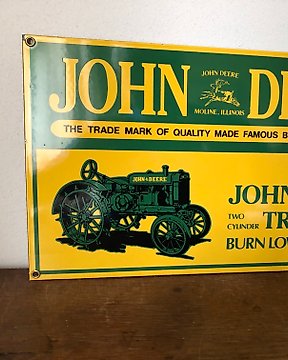 JOHN DE
JOHN DEERE
MOLINE, ILLINOIS
THE TRADE MARK OF QUALITY MADE FAMOUS B
JOHN DEERE
JOHN
TWO CYLINDER TR
BURN LOW